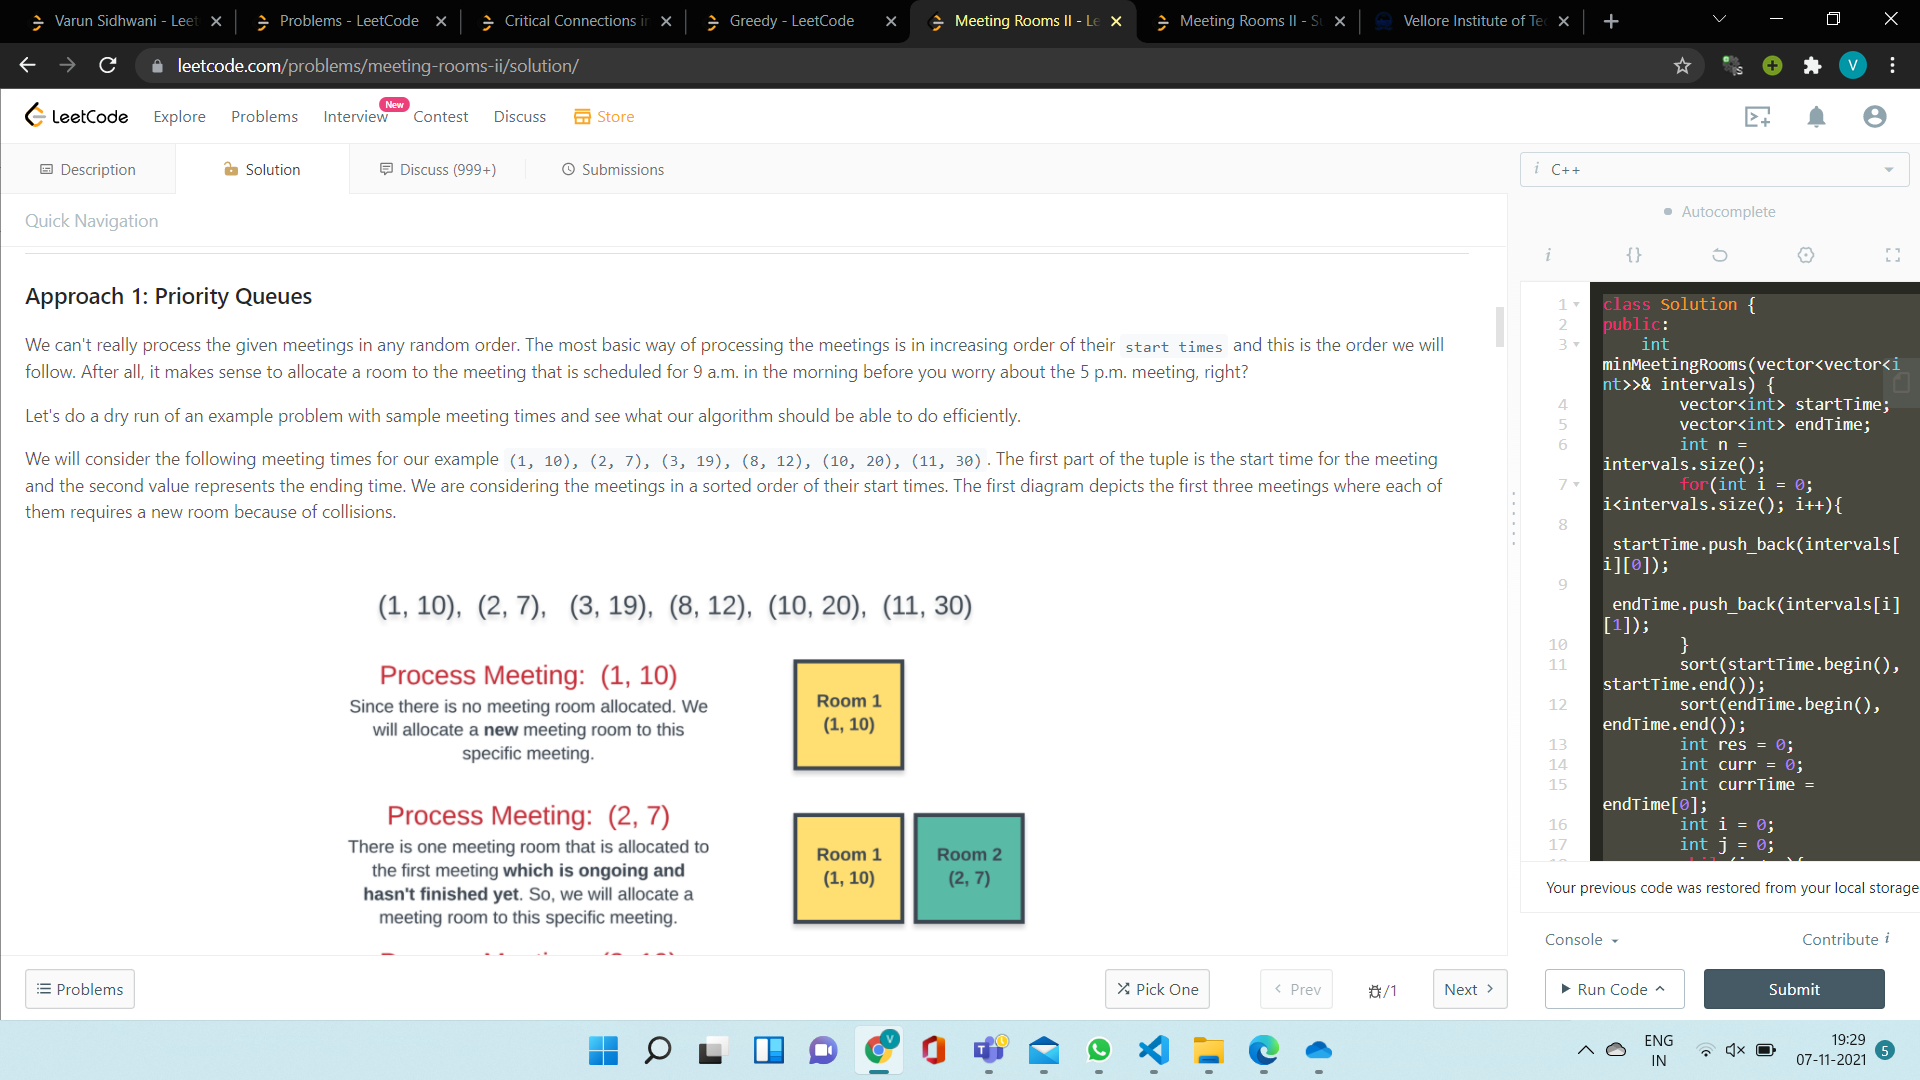 Varun Sidhwani - Leet
Problems - LeetCode
Critical Connections in
Greedy - LeetCode
Meeting Rooms II - Le
Meeting Rooms II - Su
Vellore Institute of Tec
leetcode.com/problems/meeting-rooms-ii/solution/
V
LeetCode
Explore
Problems
Interview
New
Contest
Discuss
Store
Description
Solution
Discuss (999+)
Submissions
i C++
Quick Navigation
Autocomplete
i {}
Approach 1: Priority Queues
We can't really process the given meetings in any random order. The most basic way of processing the meetings is in increasing order of their start times and this is the order we will
follow. After all, it makes sense to allocate a room to the meeting that is scheduled for 9 a.m. in the morning before you worry about the 5 p.m. meeting, right?
Let's do a dry run of an example problem with sample meeting times and see what our algorithm should be able to do efficiently.
We will consider the following meeting times for our example (1, 10), (2, 7), (3, 19), (8, 12), (10, 20), (11, 30). The first part of the tuple is the start time for the meeting
and the second value represents the ending time. We are considering the meetings in a sorted order of their start times. The first diagram depicts the first three meetings where each of
them requires a new room because of collisions.
(1, 10), (2, 7), (3, 19), (8, 12), (10, 20), (11, 30)
Process Meeting: (1, 10)
Since there is no meeting room allocated. We
will allocate a new meeting room to this
specific meeting.
Room 1
(1, 10)
Process Meeting: (2, 7)
There is one meeting room that is allocated to
the first meeting which is ongoing and
hasn't finished yet. So, we will allocate a
meeting room to this specific meeting.
Room 1
(1, 10)
Room 2
(2, 7)
1 class Solution {
2 public:
3 int
minMeetingRooms(vector<vector<i
nt>>& intervals) {
4 vector<int> startTime;
5 vector<int> endTime;
6 int n =
intervals.size();
7 for(int i = 0;
i<intervals.size(); i++){
8
startTime.push_back(intervals[
i][0]);
9
endTime.push_back(intervals[i]
[1]);
10 }
11 sort(startTime.begin(),
startTime.end());
12 sort(endTime.begin(),
endTime.end());
13 int res = 0;
14 int curr = 0;
15 int currTime =
endTime[0];
16 int i = 0;
17 int j = 0;
Your previous code was restored from your local storage
Console
Contribute i
Problems
Pick One
Prev
/1
Next
Run Code
Submit
V
ENG
IN
19:29
07-11-2021
5